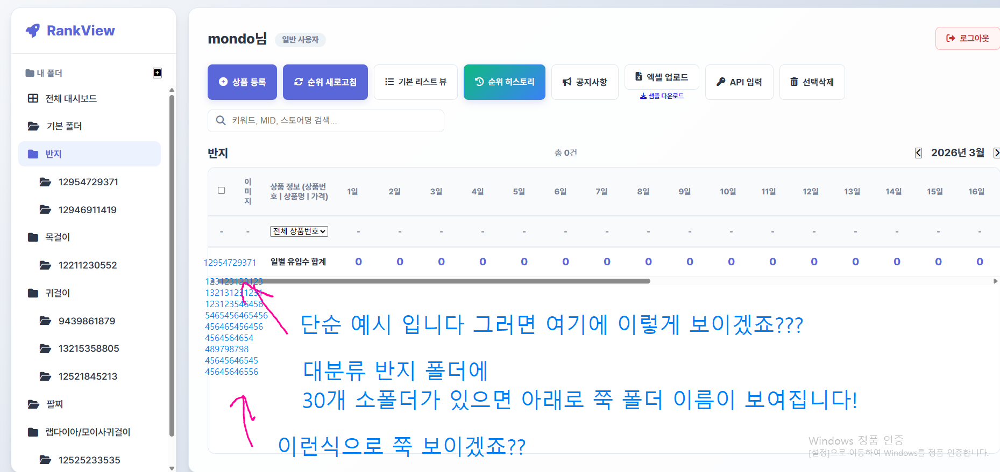 RankView
내 폴더
전체 대시보드
기본 폴더
반지
12954729371
12946911419
목걸이
12211230552
귀걸이
9439861879
13215358805
12521845213
팔찌
랩다이아/모이사귀걸이
12525233535
mondo님 일반 사용자
로그아웃
상품 등록 순위 새로고침 기본 리스트 뷰 순위 히스토리 공지사항 엑셀 업로드 API 입력 선택삭제
샘플 다운로드
키워드, MID, 스토어명 검색...
반지 총 0건 2026년 3월
이미지 상품 정보 (상품번호 | 상품명 | 가격) 1일 2일 3일 4일 5일 6일 7일 8일 9일 10일 11일 12일 13일 14일 15일 16일
- - 전체 상품번호 - - - - - - - - - - - - - - - -
12954729371 일별 유입수 합계 0 0 0 0 0 0 0 0 0 0 0 0 0 0 0 0
123123123123
132131231231
123123546456
5465456465456
456465456456
4564564654
489798798
45645646545
45645646556
단순 예시 입니다 그러면 여기에 이렇게 보이겠죠???
대분류 반지 폴더에
30개 소폴더가 있으면 아래로 쭉 폴더 이름이 보여집니다!
이런식으로 쭉 보이겠죠??
Windows 정품 인증
[설정]으로 이동하여 Windows를 정품 인증합니다.